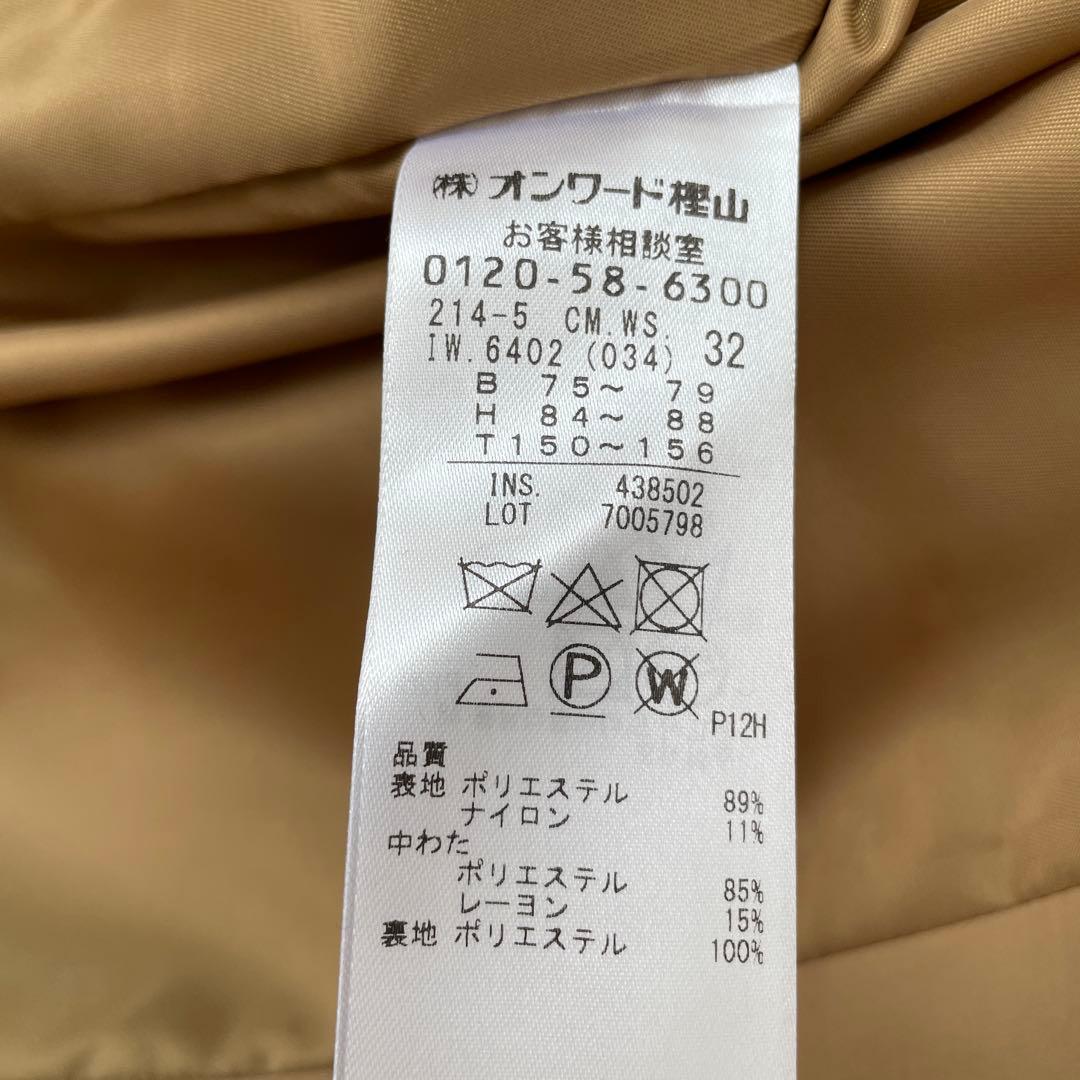 (株)オンワード樫山
お客様相談室
0120-58-6300
214-5 CM.WS. 32
IW.6402 (034)
B 75～ 79
H 84～ 88
T150～156
INS. 438502
LOT 7005798
P W
P12H
品質
表地 ポリエステル 89%
ナイロン 11%
中わた
ポリエステル 85%
レーヨン 15%
裏地 ポリエステル 100%